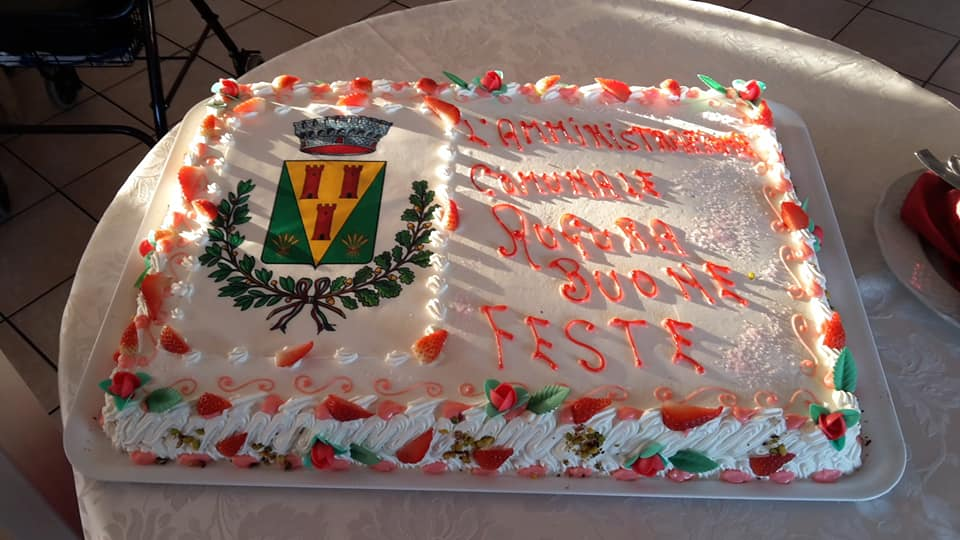 L'AMMINISTRAZIONE
COMUNALE
AUGURA
BUONE
FESTE